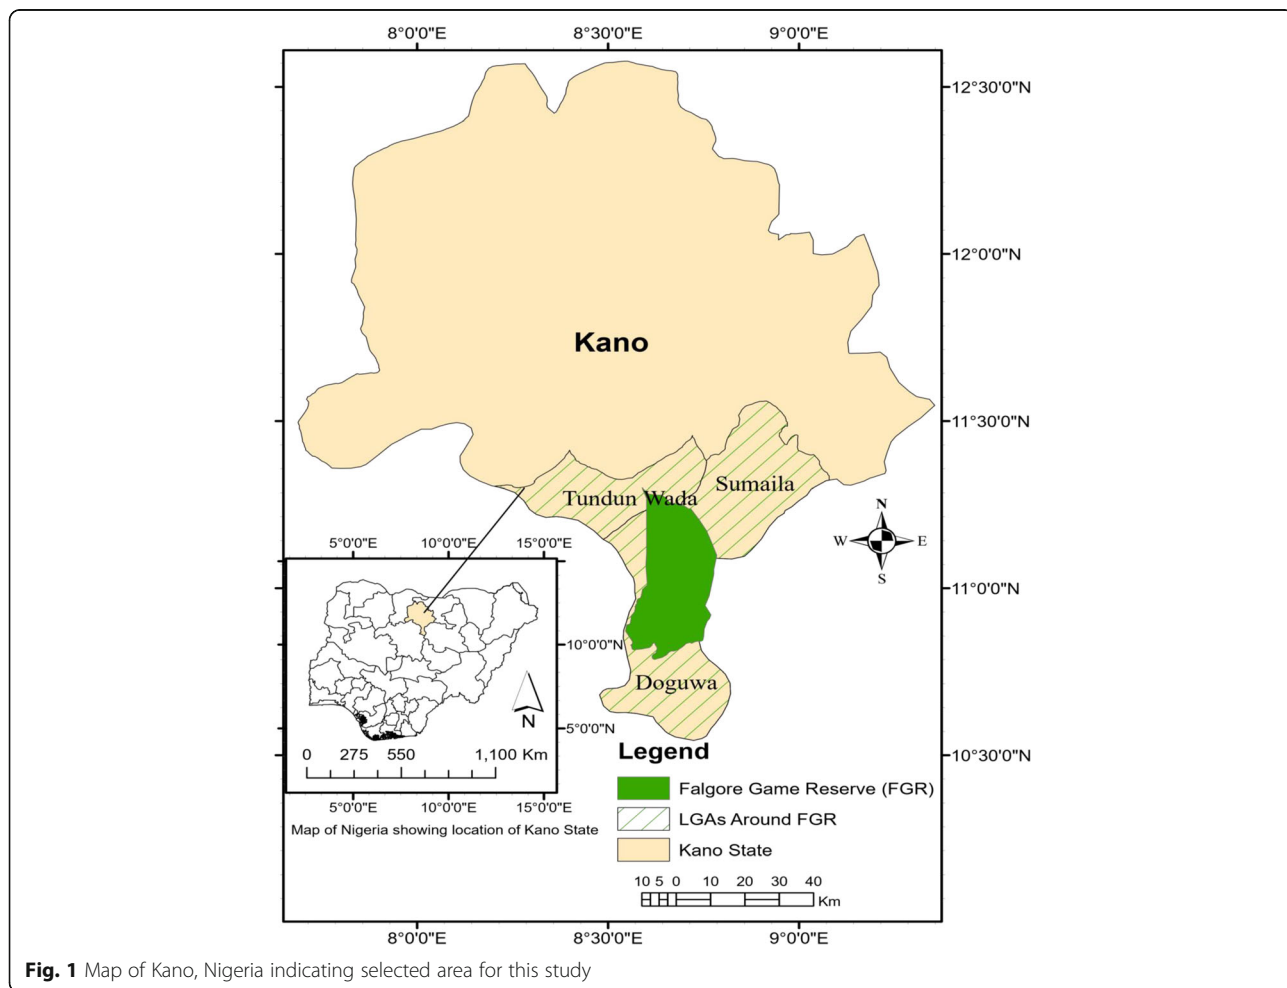 8°0'0"E 8°30'0"E 9°0'0"E
12°30'0"N
12°0'0"N
Kano
11°30'0"N
Sumaila
Tundun Wada
N
W E
S
5°0'0"E 10°0'0"E 15°0'0"E
11°0'0"N
10°0'0"N
Doguwa
N
5°0'0"N
0 275 550 1,100 Km
10°30'0"N
5°0'0"E 10°0'0"E 15°0'0"E
Map of Nigeria showing location of Kano State
Legend
Falgore Game Reserve (FGR)
LGAs Around FGR
Kano State
10 5 0 10 20 30 40
Km
8°0'0"E 8°30'0"E 9°0'0"E
Fig. 1 Map of Kano, Nigeria indicating selected area for this study